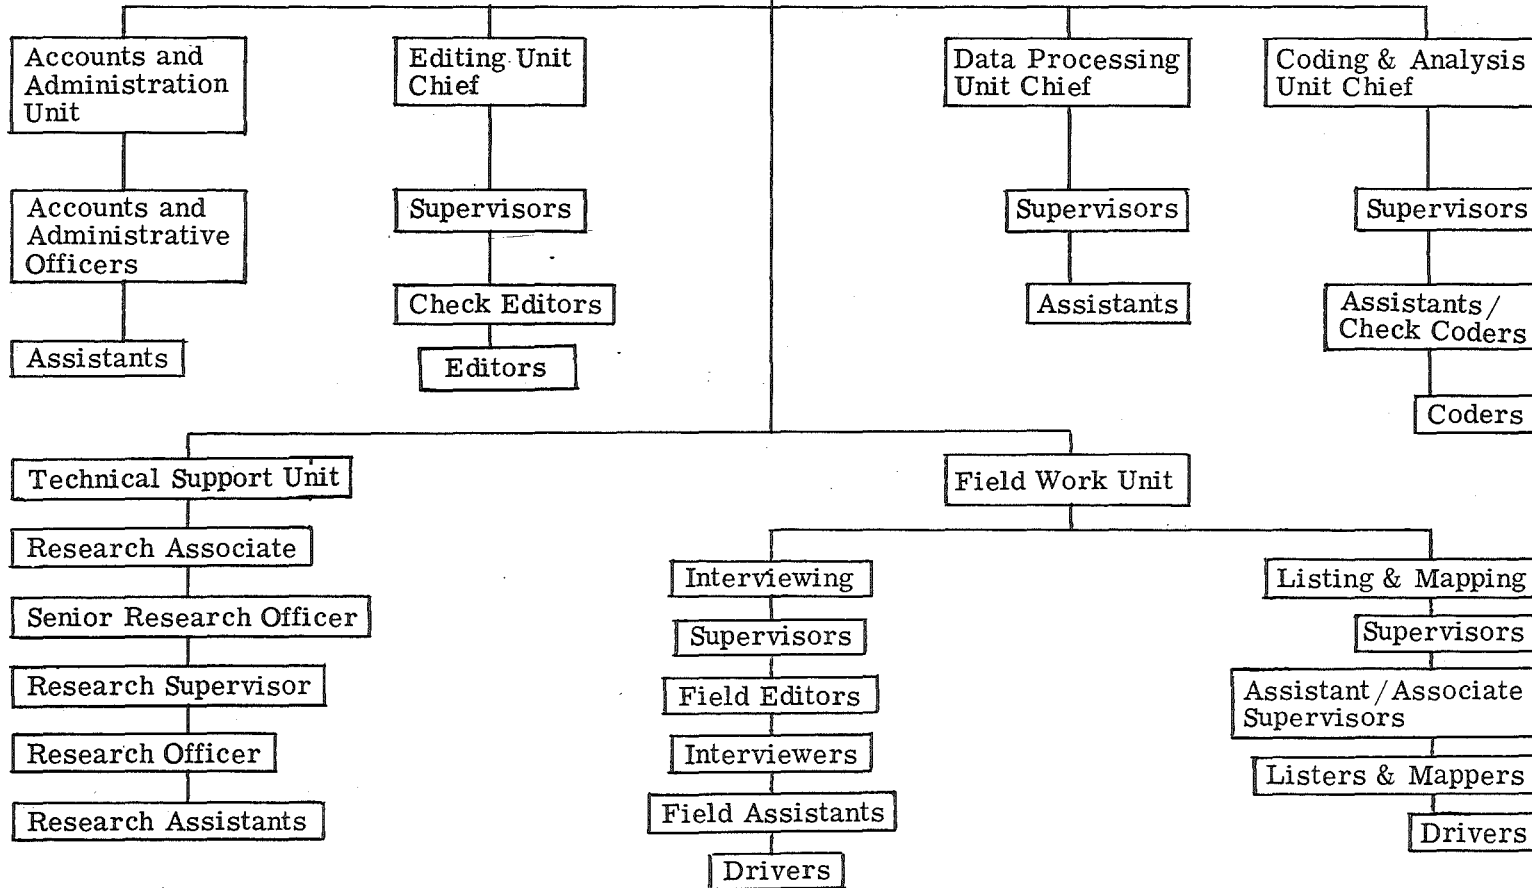 Accounts and
Administration
Unit
Editing Unit
Chief
Data Processing
Unit Chief
Coding & Analysis
Unit Chief
Accounts and
Administrative
Officers
Supervisors
Supervisors
Supervisors
Check Editors
Assistants
Assistants/
Check Coders
Assistants
Editors
Coders
Technical Support Unit
Field Work Unit
Research Associate
Senior Research Officer
Research Supervisor
Research Officer
Research Assistants
Interviewing
Supervisors
Field Editors
Interviewers
Field Assistants
Drivers
Listing & Mapping
Supervisors
Assistant/Associate
Supervisors
Listers & Mappers
Drivers